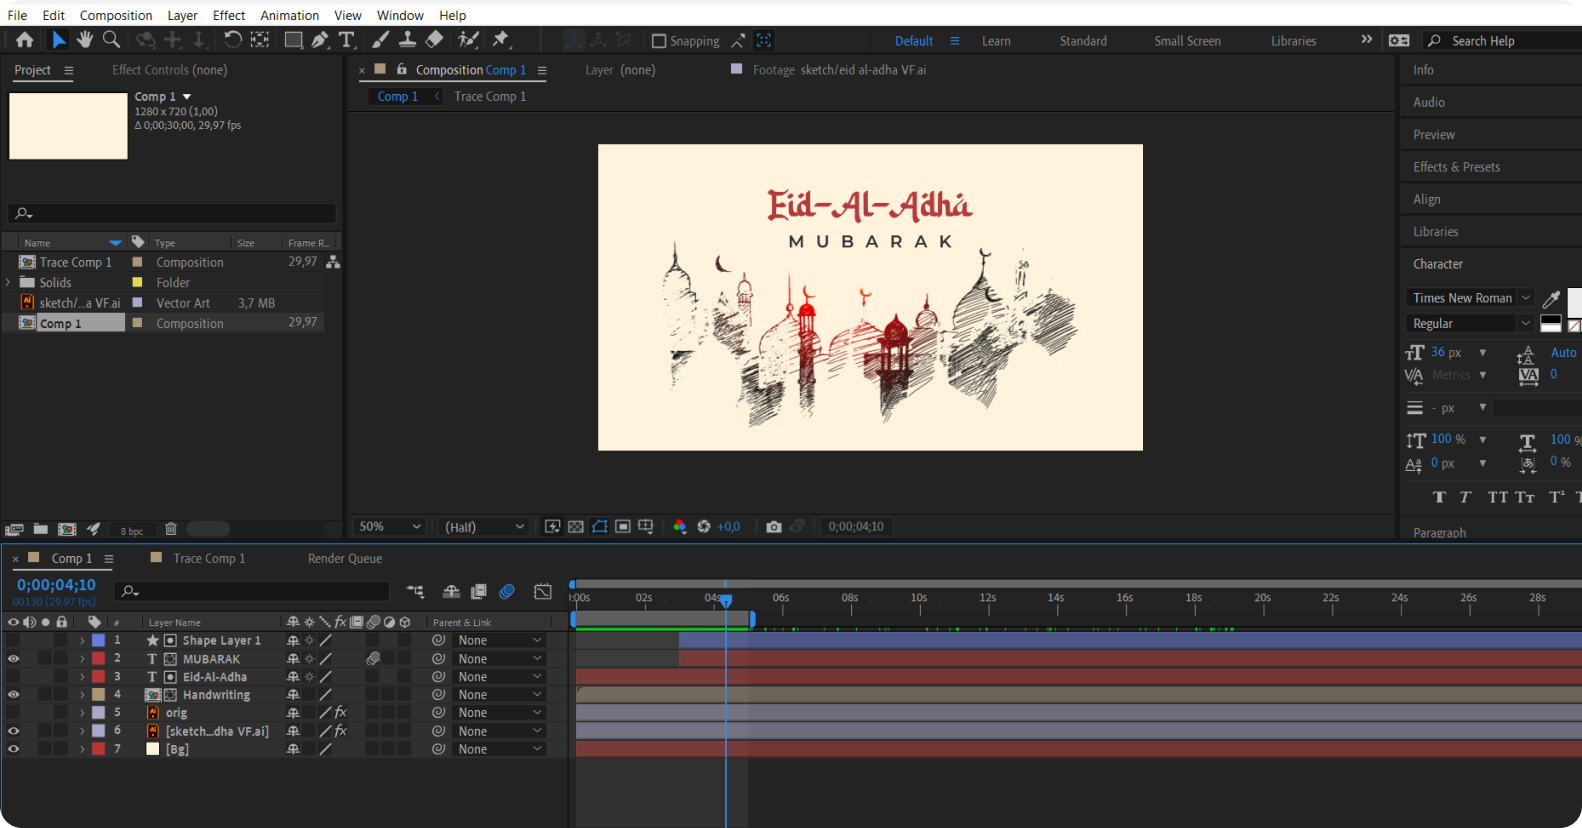 File Edit Composition Layer Effect Animation View Window Help
Snapping Default Learn Standard Small Screen Libraries Search Help
Project Effect Controls (none)
Comp 1
1280 x 720 (1,00)
Δ 0;00;30;00, 29,97 fps
Name Type Size Frame R...
Trace Comp 1 Composition 29,97
Solids Folder
sketch/...a VF.ai Vector Art 3,7 MB
Comp 1 Composition 29,97
8 bpc
Composition Comp 1 Layer (none) Footage sketch/eid al-adha VF.ai
Comp 1 Trace Comp 1
Eid-Al-Adha
MUBARAK
50% (Half) +0,0 0;00;04;10
Info
Audio
Preview
Effects & Presets
Align
Libraries
Character
Times New Roman
Regular
36 px Auto
Metrics 0
- px
100 % 100 %
0 px 0 %
T T TT Tt T¹
Paragraph
Comp 1 Trace Comp 1 Render Queue
0;00;04;10
00130 (29.97 fps)
:00s 02s 04s 06s 08s 10s 12s 14s 16s 18s 20s 22s 24s 26s 28s
# Layer Name Parent & Link
1 Shape Layer 1 None
2 T MUBARAK None
3 T Eid-Al-Adha None
4 Handwriting None
5 Ai orig fx None
6 Ai [sketch...dha VF.ai] fx None
7 [Bg] None